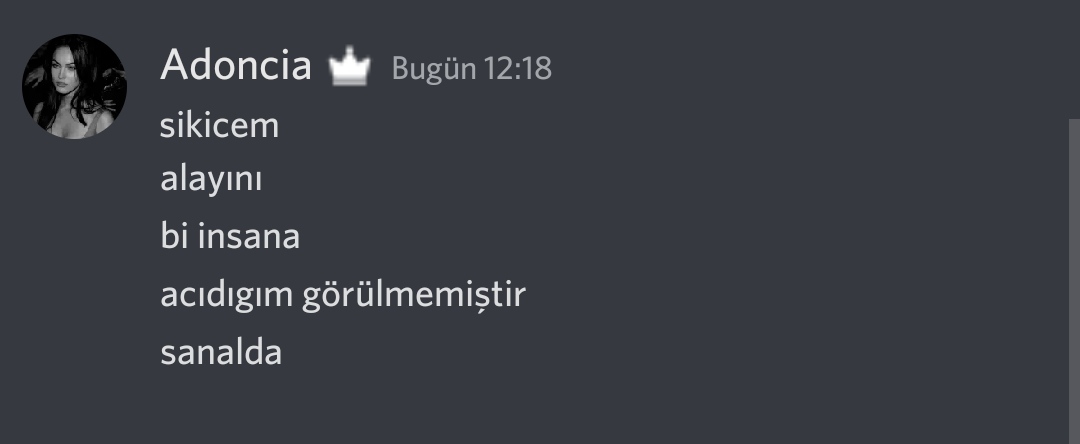 Adoncia Bugün 12:18
sikicem
alayını
bi insana
acıdıgım görülmemiştir
sanalda